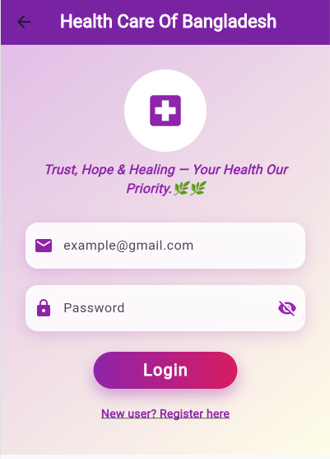 Health Care Of Bangladesh
Trust, Hope & Healing — Your Health Our
Priority.🌿🌿
example@gmail.com
Password
Login
New user? Register here